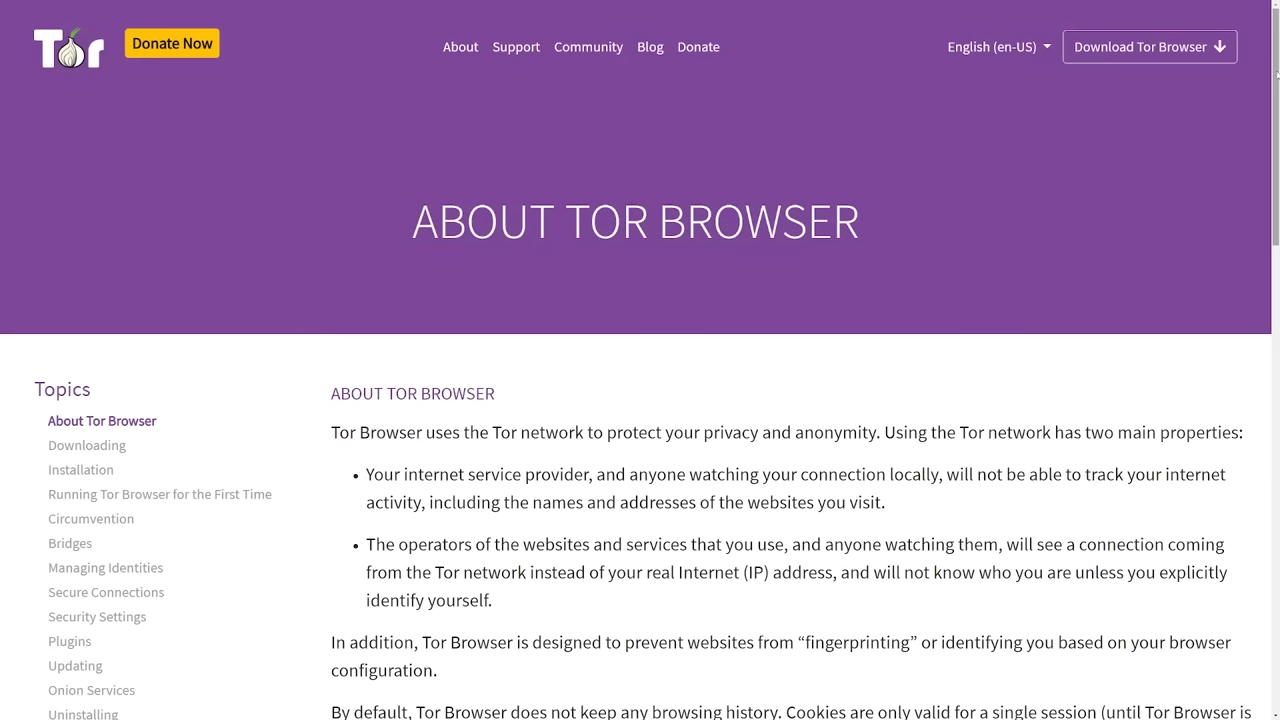 Tor
Donate Now
About Support Community Blog Donate
English (en-US)
Download Tor Browser
ABOUT TOR BROWSER
Topics
About Tor Browser
Downloading
Installation
Running Tor Browser for the First Time
Circumvention
Bridges
Managing Identities
Secure Connections
Security Settings
Plugins
Updating
Onion Services
Uninstalling
ABOUT TOR BROWSER
Tor Browser uses the Tor network to protect your privacy and anonymity. Using the Tor network has two main properties:
• Your internet service provider, and anyone watching your connection locally, will not be able to track your internet
activity, including the names and addresses of the websites you visit.
• The operators of the websites and services that you use, and anyone watching them, will see a connection coming
from the Tor network instead of your real Internet (IP) address, and will not know who you are unless you explicitly
identify yourself.
In addition, Tor Browser is designed to prevent websites from “fingerprinting” or identifying you based on your browser
configuration.
By default, Tor Browser does not keep any browsing history. Cookies are only valid for a single session (until Tor Browser is